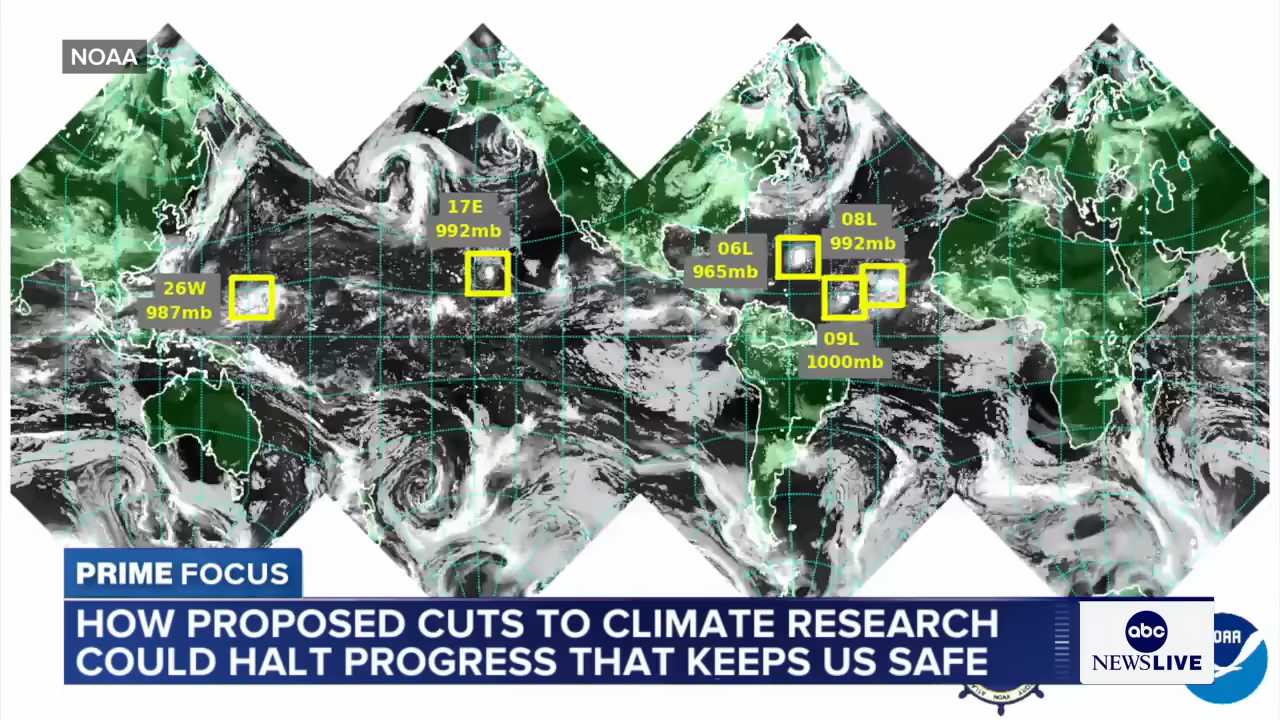 NOAA
17E
992mb
08L
992mb
06L
965mb
26W
987mb
09L
1000mb
PRIME FOCUS
HOW PROPOSED CUTS TO CLIMATE RESEARCH
COULD HALT PROGRESS THAT KEEPS US SAFE
abc
NEWSLIVE